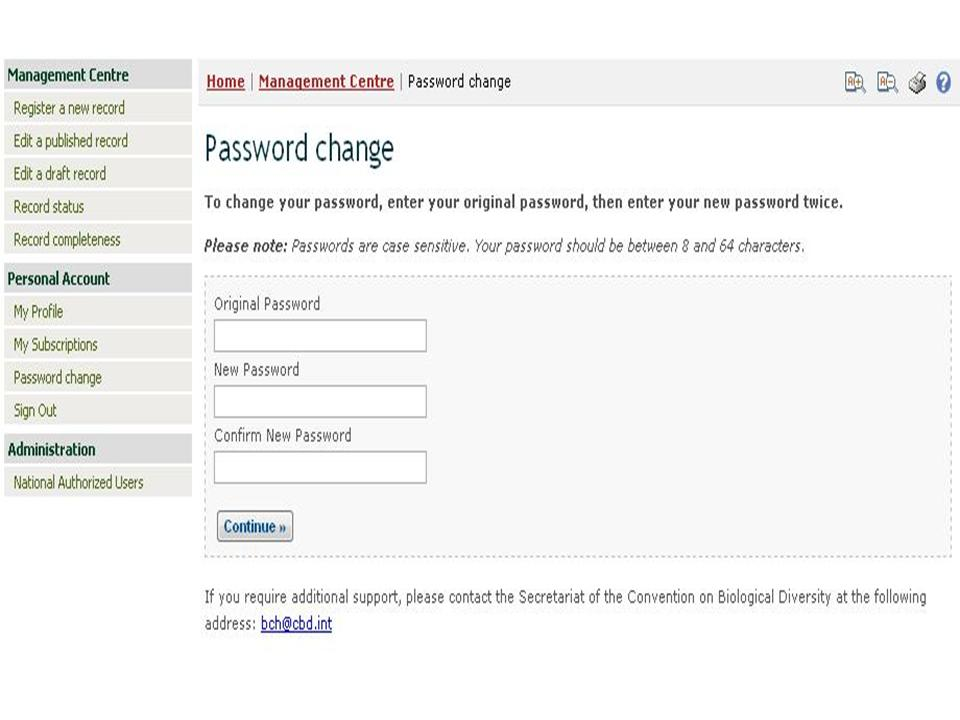 Management Centre
Register a new record
Edit a published record
Edit a draft record
Record status
Record completeness
Personal Account
My Profile
My Subscriptions
Password change
Sign Out
Administration
National Authorized Users
Home | Management Centre | Password change
Password change
To change your password, enter your original password, then enter your new password twice.
Please note: Passwords are case sensitive. Your password should be between 8 and 64 characters.
Original Password
New Password
Confirm New Password
Continue »
If you require additional support, please contact the Secretariat of the Convention on Biological Diversity at the following
address: bch@cbd.int